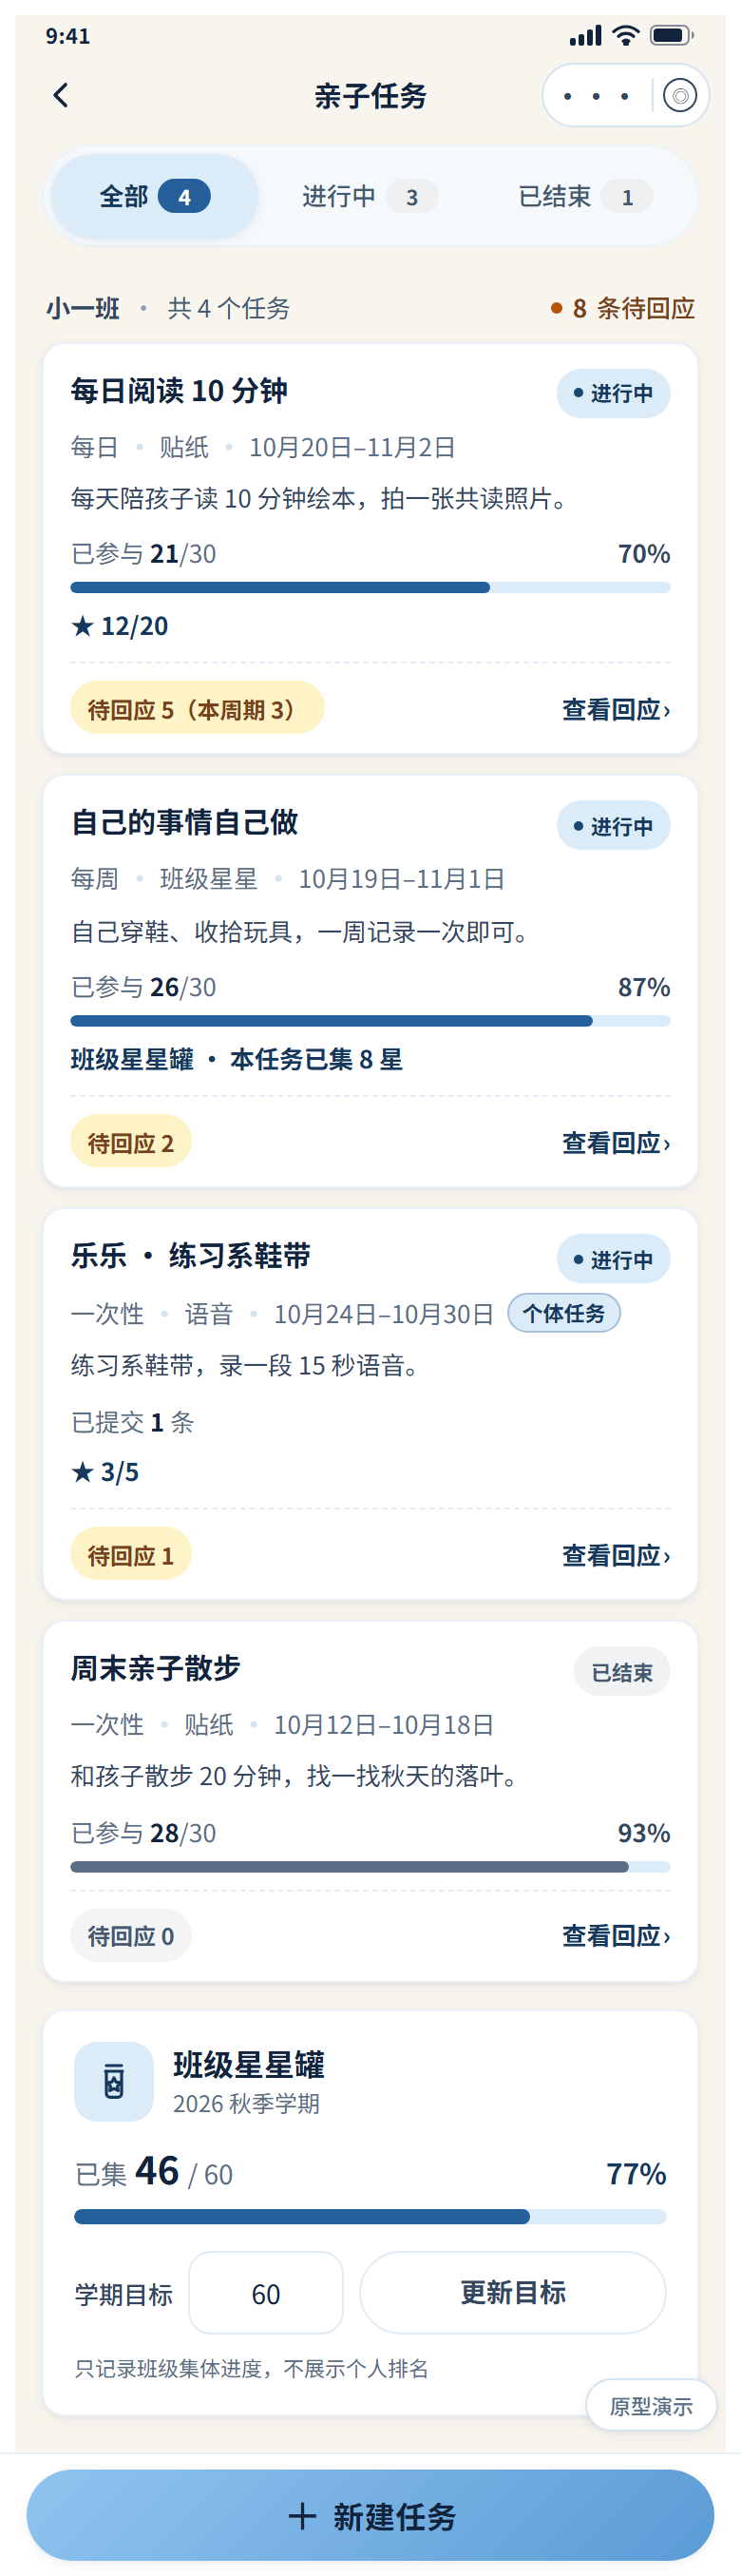 9:41
亲子任务
全部 4 进行中 3 已结束 1
小一班 · 共 4 个任务 8 条待回应
每日阅读 10 分钟 进行中
每日 · 贴纸 · 10月20日–11月2日
每天陪孩子读 10 分钟绘本，拍一张共读照片。
已参与 21/30 70%
★ 12/20
待回应 5（本周期 3） 查看回应›
自己的事情自己做 进行中
每周 · 班级星星 · 10月19日–11月1日
自己穿鞋、收拾玩具，一周记录一次即可。
已参与 26/30 87%
班级星星罐 · 本任务已集 8 星
待回应 2 查看回应›
乐乐 · 练习系鞋带 进行中
一次性 · 语音 · 10月24日–10月30日 个体任务
练习系鞋带，录一段 15 秒语音。
已提交 1 条
★ 3/5
待回应 1 查看回应›
周末亲子散步 已结束
一次性 · 贴纸 · 10月12日–10月18日
和孩子散步 20 分钟，找一找秋天的落叶。
已参与 28/30 93%
待回应 0 查看回应›
班级星星罐
2026 秋季学期
已集 46 / 60 77%
学期目标 60 更新目标
只记录班级集体进度，不展示个人排名
原型演示
＋ 新建任务